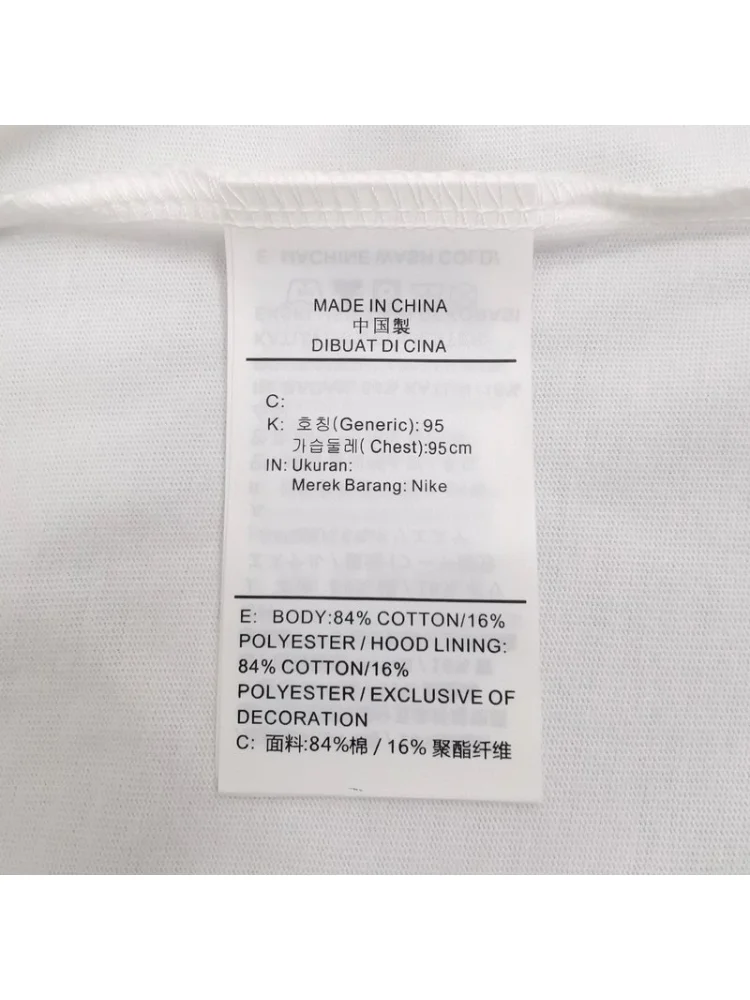 MADE IN CHINA
中国製
DIBUAT DI CINA
C:
K: 호칭(Generic): 95
가슴둘레( Chest):95cm
IN: Ukuran:
Merek Barang: Nike
E: BODY:84% COTTON/16%
POLYESTER / HOOD LINING:
84% COTTON/16%
POLYESTER / EXCLUSIVE OF
DECORATION
C: 面料:84%棉 / 16% 聚酯纤维